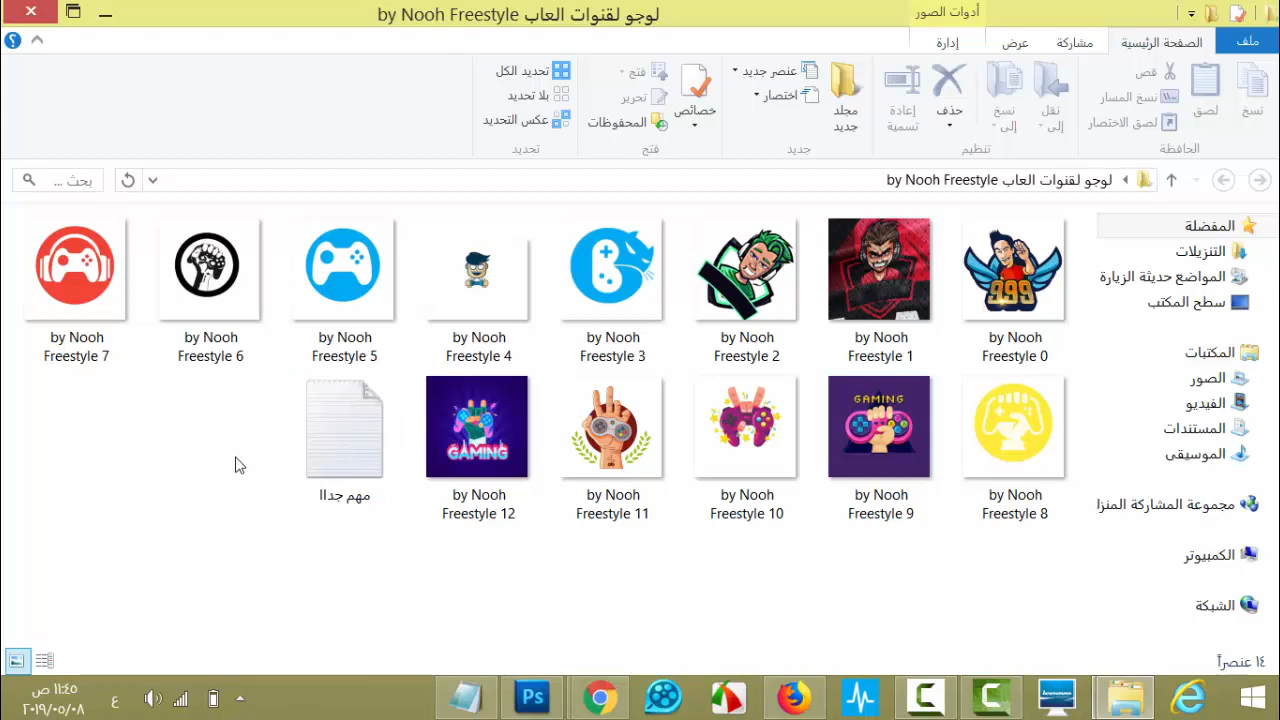 لوجو لقنوات العاب by Nooh Freestyle
أدوات الصور
ملف
الصفحة الرئيسية
مشاركة
عرض
إدارة
نسخ
لصق
قص
نسخ المسار
لصق الاختصار
الحافظة
نقل إلى
نسخ إلى
حذف
إعادة تسمية
تنظيم
مجلد جديد
عنصر جديد
اختصار
جديد
خصائص
فتح
تحرير
المحفوظات
فتح
تحديد الكل
بلا تحديد
عكس التحديد
تحديد
لوجو لقنوات العاب by Nooh Freestyle
بحث ...
المفضلة
التنزيلات
المواضع حديثة الزيارة
سطح المكتب
المكتبات
الصور
الفيديو
المستندات
الموسيقى
مجموعة المشاركة المنزا
الكمبيوتر
الشبكة
999
by Nooh
Freestyle 0
by Nooh
Freestyle 1
by Nooh
Freestyle 2
by Nooh
Freestyle 3
by Nooh
Freestyle 4
by Nooh
Freestyle 5
by Nooh
Freestyle 6
by Nooh
Freestyle 7
by Nooh
Freestyle 8
GAMING
by Nooh
Freestyle 9
by Nooh
Freestyle 10
by Nooh
Freestyle 11
GAMING
by Nooh
Freestyle 12
مهم جداا
١٤ عنصراً
Ps
ع
١١:٤٥ ص
٢٠١٩/٠٥/٠٨